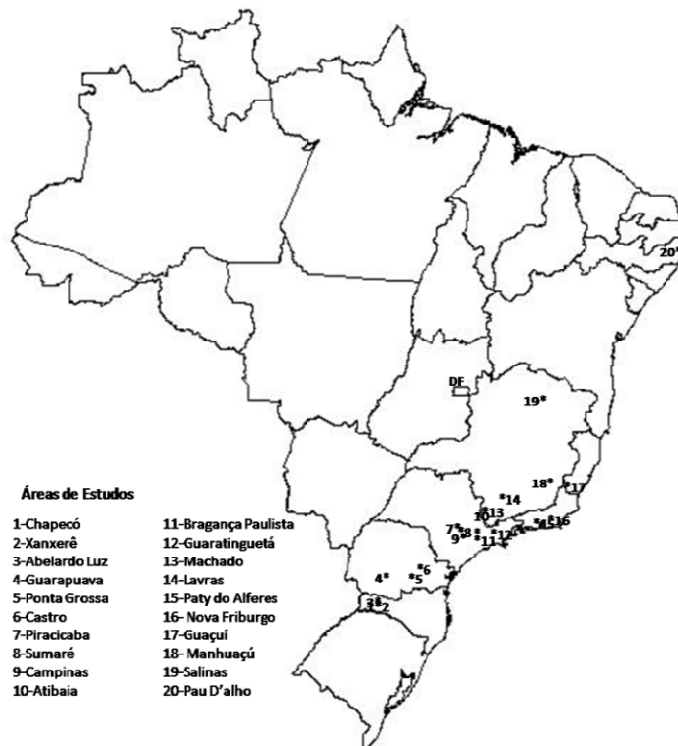 20*
DF
19*
18*
*17
*14
10
*13
*16
7*
*8
9*
*11
*12
*6
4*
*5
*2
Áreas de Estudos
1-Chapecó
2-Xanxerê
3-Abelardo Luz
4-Guarapuava
5-Ponta Grossa
6-Castro
7-Piracicaba
8-Sumaré
9-Campinas
10-Atibaia
11-Bragança Paulista
12-Guaratinguetá
13-Machado
14-Lavras
15-Paty do Alferes
16- Nova Friburgo
17-Guaçuí
18- Manhuaçú
19-Salinas
20-Pau D'alho